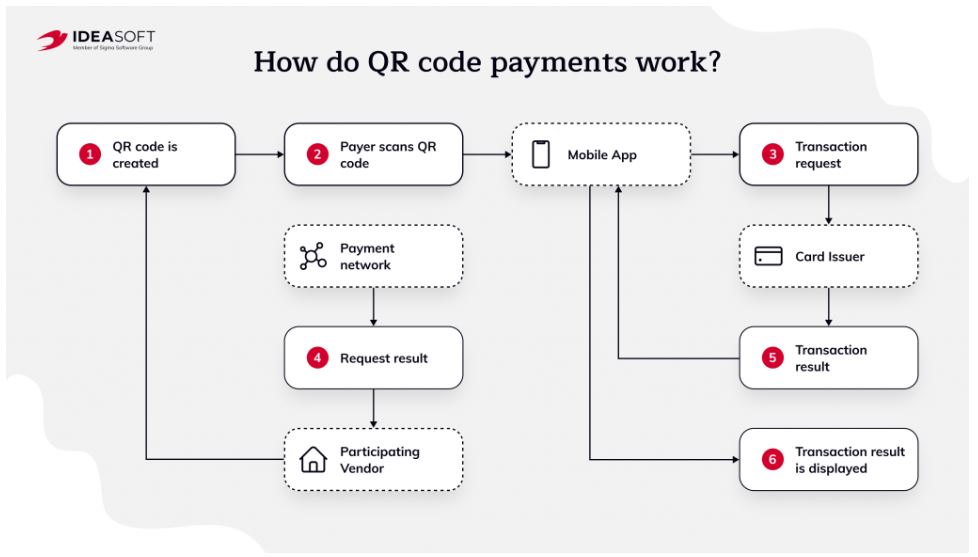 IDEASOFT
Member of Sigma Software Group
How do QR code payments work?
1
QR code is
created
2
Payer scans QR
code
Mobile App
3
Transaction
request
Payment
network
Card Issuer
4
Request result
5
Transaction
result
Participating
Vendor
6
Transaction result
is displayed